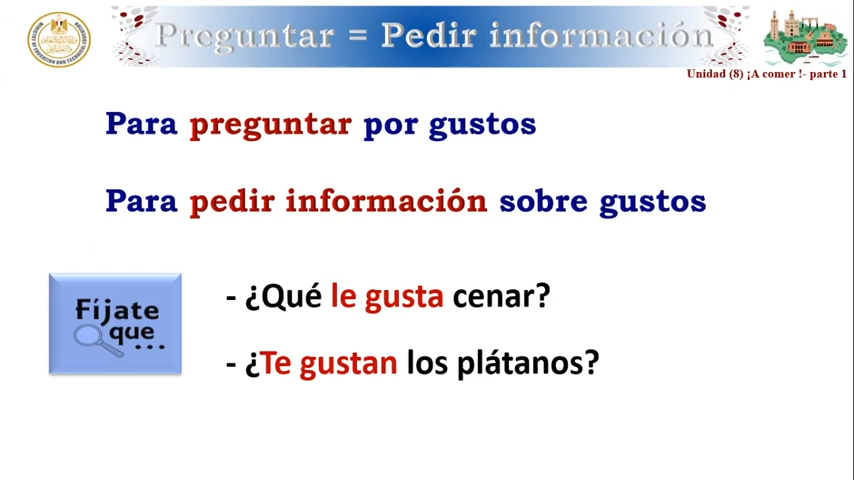 Preguntar = Pedir información
Unidad (8) ¡A comer !- parte 1
Para preguntar por gustos
Para pedir información sobre gustos
Fíjate
que
...
- ¿Qué le gusta cenar?
- ¿Te gustan los plátanos?